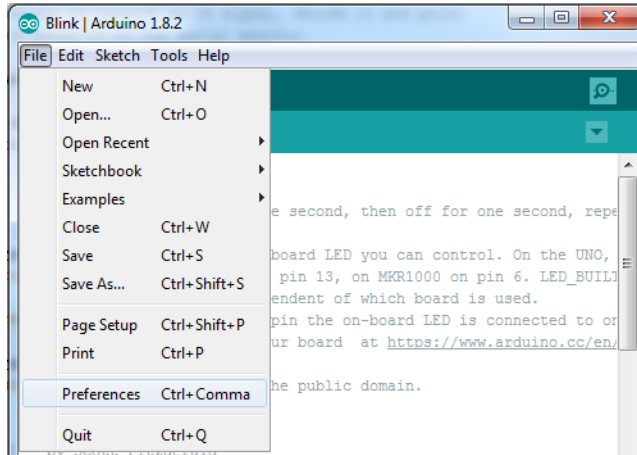 Blink | Arduino 1.8.2
File Edit Sketch Tools Help
New Ctrl+N
Open... Ctrl+O
Open Recent
Sketchbook
Examples
Close Ctrl+W
Save Ctrl+S
Save As... Ctrl+Shift+S
Page Setup Ctrl+Shift+P
Print Ctrl+P
Preferences Ctrl+Comma
Quit Ctrl+Q
e second, then off for one second, repe
board LED you can control. On the UNO,
pin 13, on MKR1000 on pin 6. LED_BUILT
endent of which board is used.
pin the on-board LED is connected to on
ur board at https://www.arduino.cc/en/
he public domain.